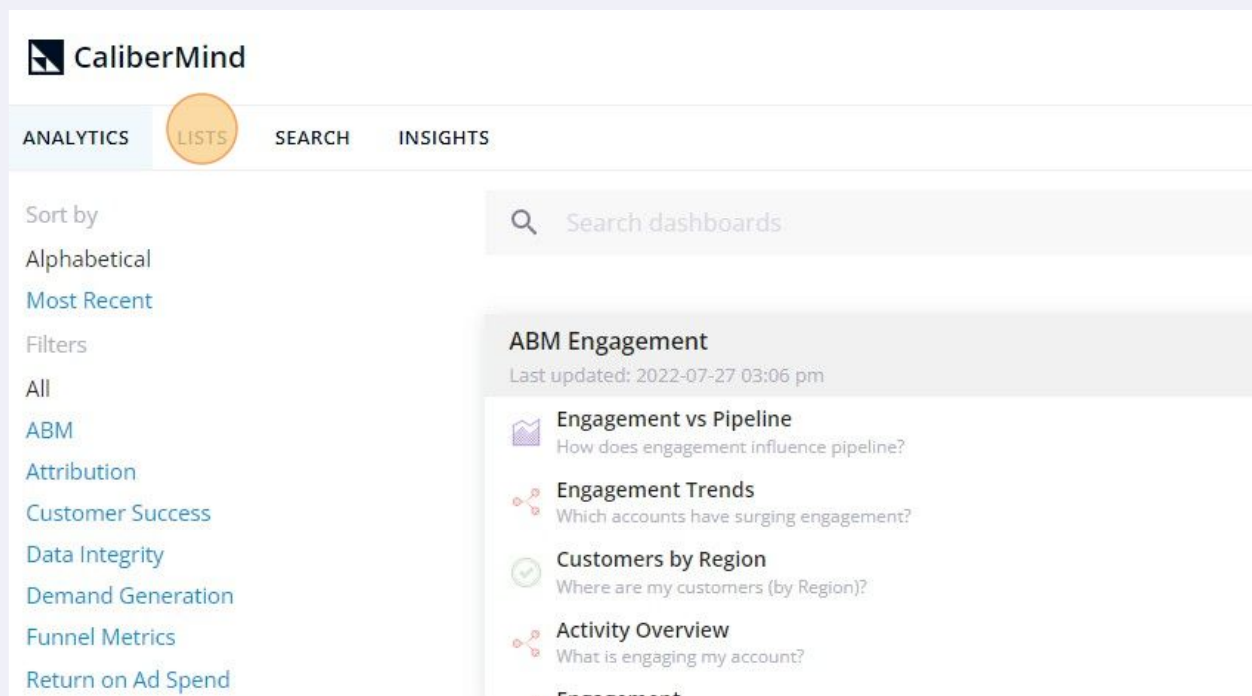 CaliberMind
ANALYTICS LISTS SEARCH INSIGHTS
Sort by
Alphabetical
Most Recent
Filters
All
ABM
Attribution
Customer Success
Data Integrity
Demand Generation
Funnel Metrics
Return on Ad Spend
Search dashboards
ABM Engagement
Last updated: 2022-07-27 03:06 pm
Engagement vs Pipeline
How does engagement influence pipeline?
Engagement Trends
Which accounts have surging engagement?
Customers by Region
Where are my customers (by Region)?
Activity Overview
What is engaging my account?
Engagement